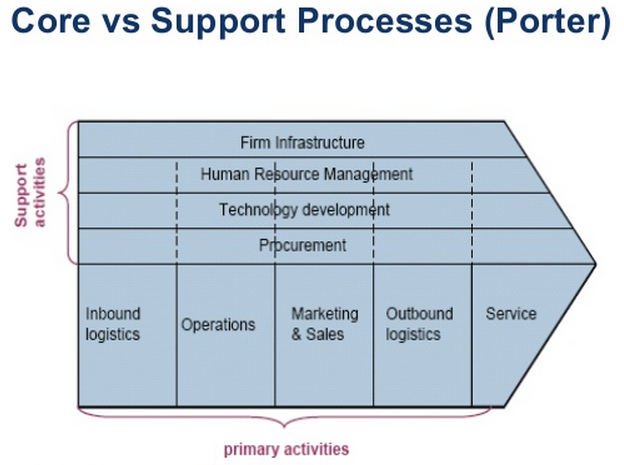 Core vs Support Processes (Porter)
Support
activities
Firm Infrastructure
Human Resource Management
Technology development
Procurement
Inbound
logistics
Operations
Marketing
& Sales
Outbound
logistics
Service
primary activities